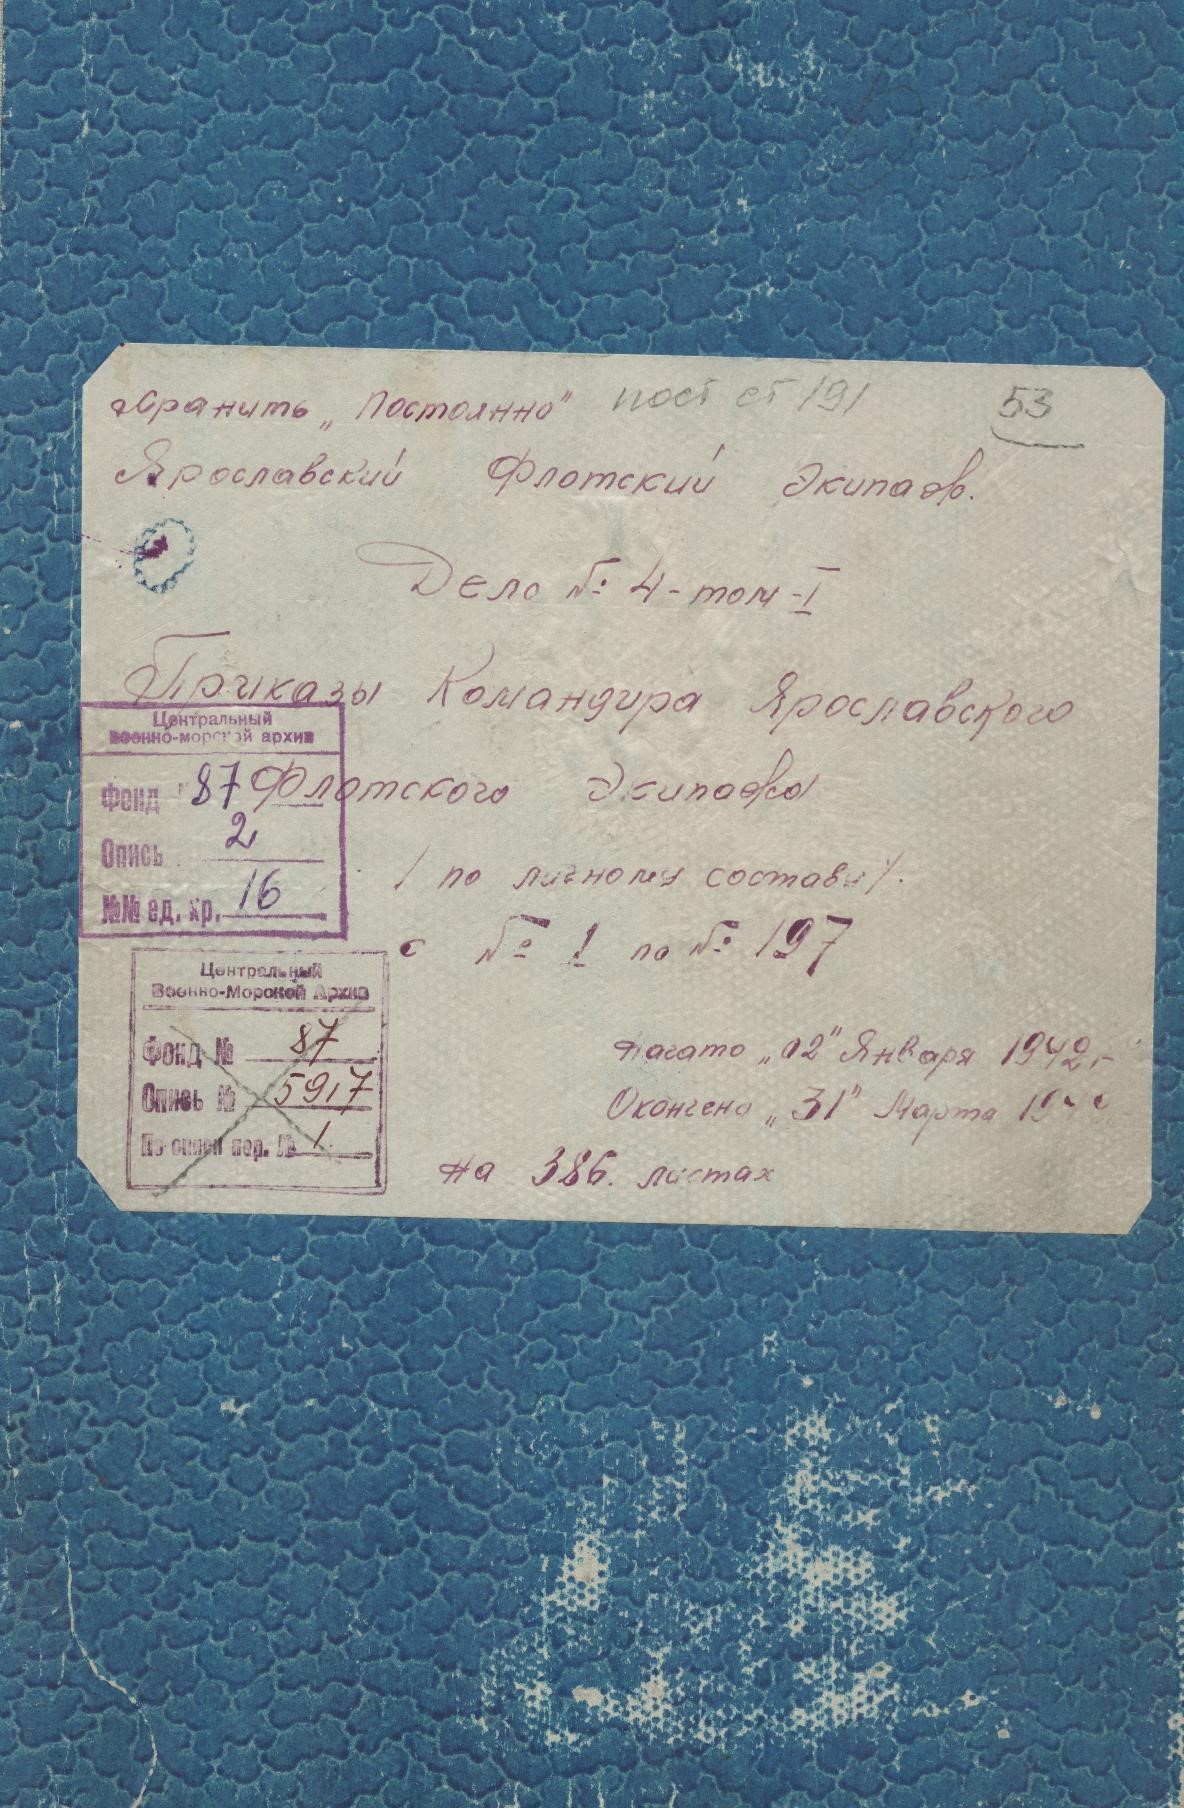 Хранить „Постоянно" пост ст 191 53
Ярославский Флотский Экипаж.
Дело № 4 - том - I
Приказы Командира Ярославского
Флотского Экипажа
/ по личному составу /.
с № 1 по № 197
Начато „02" Января 1942 г
Окончено „31" Марта
На 386. листах
Центральный
военно-морской архив
Фонд 87
Опись 2
№№ ед. хр. 16
Центральный
Военно-Морской Архив
Фонд № 87
Опись № 5917
По описи пор. № 1